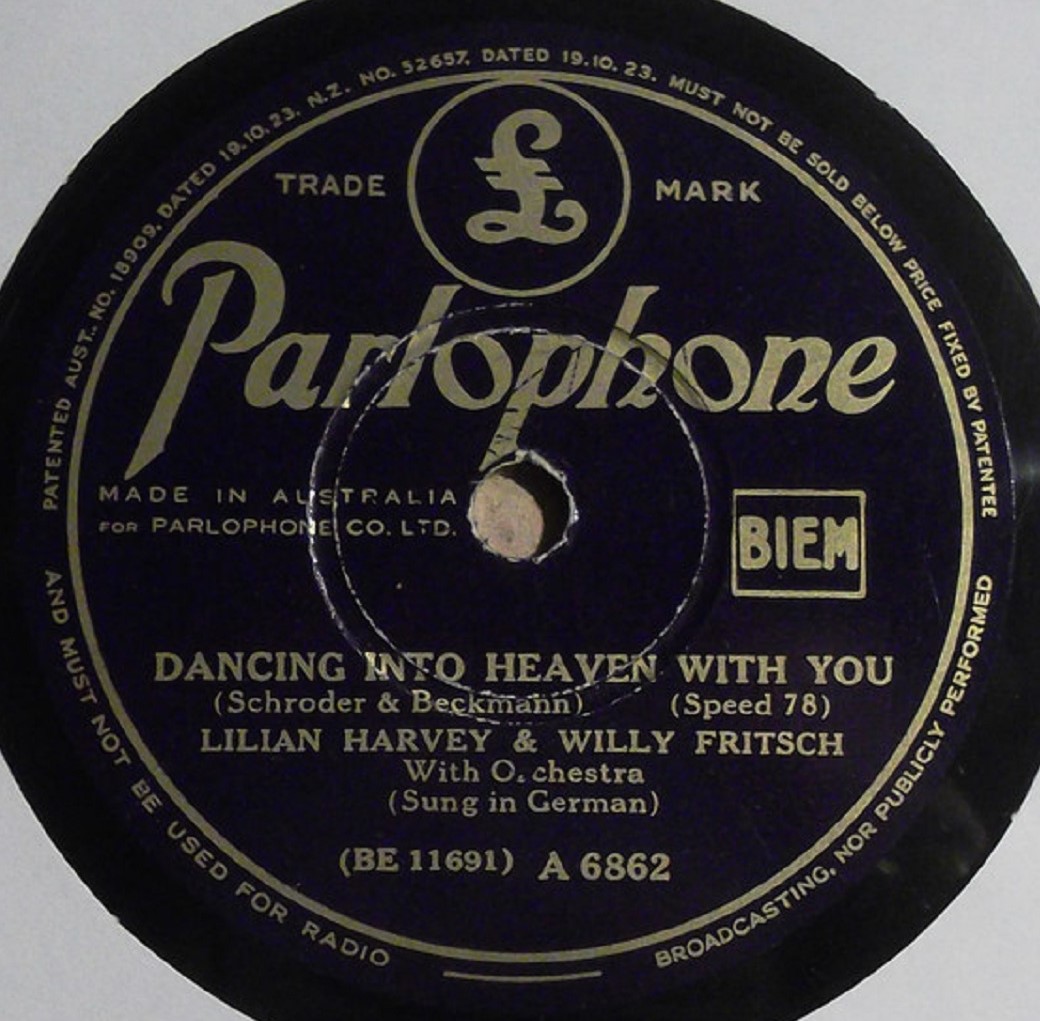 PATENTED AUST. NO. 18909, DATED 19.10.23. N.Z. NO. 52657, DATED 19.10.23. MUST NOT BE SOLD BELOW PRICE FIXED BY PATENTEE
TRADE £ MARK
Parlophone
MADE IN AUSTRALIA
FOR PARLOPHONE CO. LTD.
BIEM
DANCING INTO HEAVEN WITH YOU
(Schroder & Beckmann) (Speed 78)
LILIAN HARVEY & WILLY FRITSCH
With Orchestra
(Sung in German)
(BE 11691) A 6862
AND MUST NOT BE USED FOR RADIO BROADCASTING, NOR PUBLICLY PERFORMED